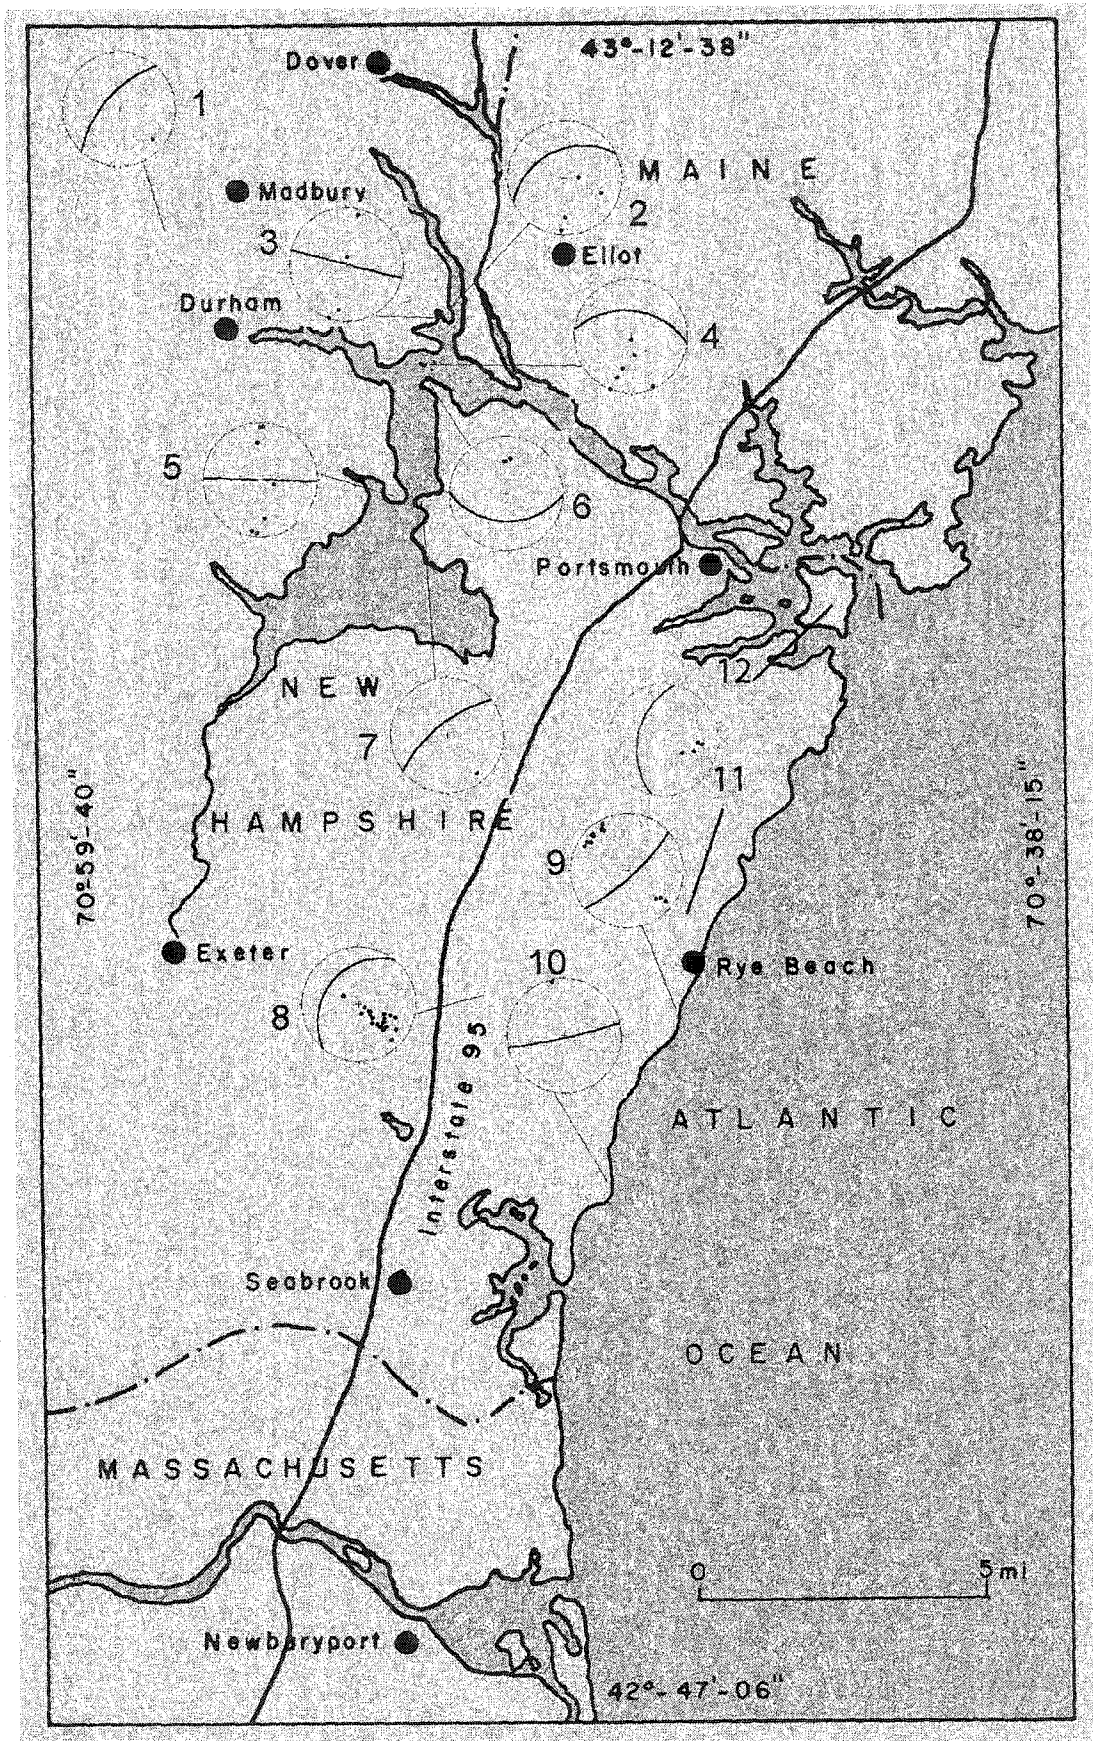 Dover
43°-12'-38"
1
MAINE
Madbury
2
3
Eliot
Durham
4
5
6
Portsmouth
12
NEW
7
11
70°-59'-40"
70°-38'-15"
HAMPSHIRE
9
Exeter
10
Rye Beach
8
Interstate 95
ATLANTIC
Seabrook
OCEAN
MASSACHUSETTS
0 5mi
Newburyport
42°-47'-06"